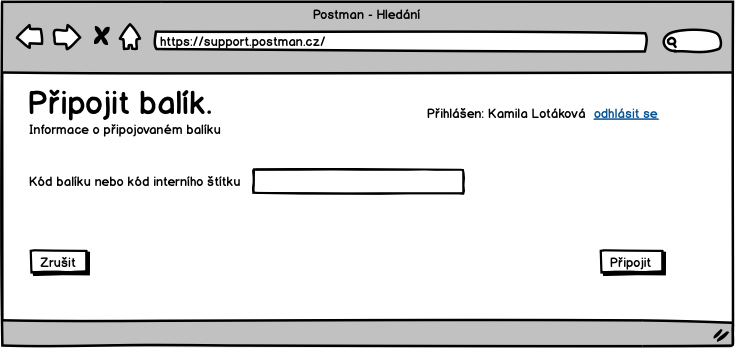 Postman - Hledání
https://support.postman.cz/
Připojit balík.
Informace o připojovaném balíku
Přihlášen: Kamila Lotáková odhlásit se
Kód balíku nebo kód interního štítku
Zrušit
Připojit